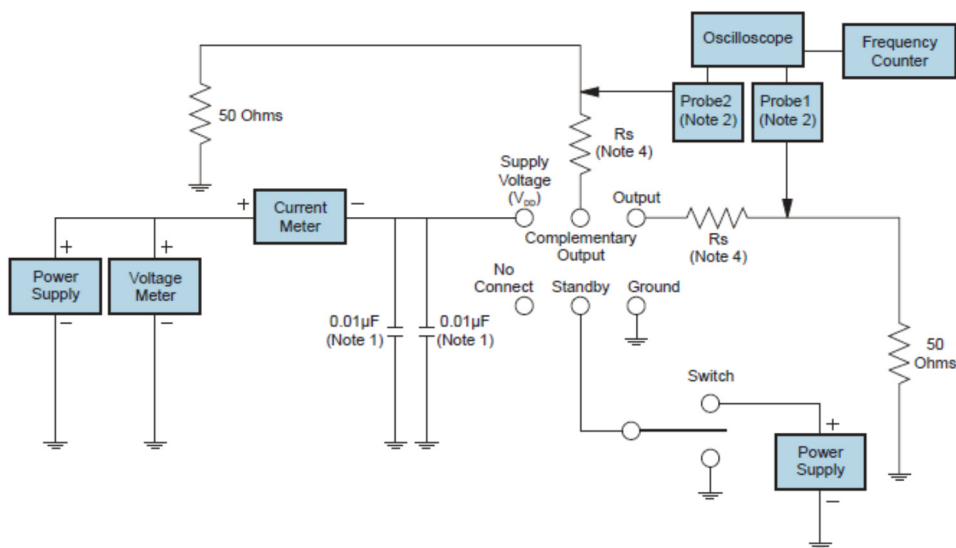 Oscilloscope
Frequency
Counter
Probe2
(Note 2)
Probe1
(Note 2)
50 Ohms
Rs
(Note 4)
Supply
Voltage
(VDD)
Output
+
Current
Meter
−
Complementary
Output
Rs
(Note 4)
+
Power
Supply
−
+
Voltage
Meter
−
No
Connect
Standby
Ground
0.01µF
(Note 1)
0.01µF
(Note 1)
50
Ohms
Switch
+
Power
Supply
−